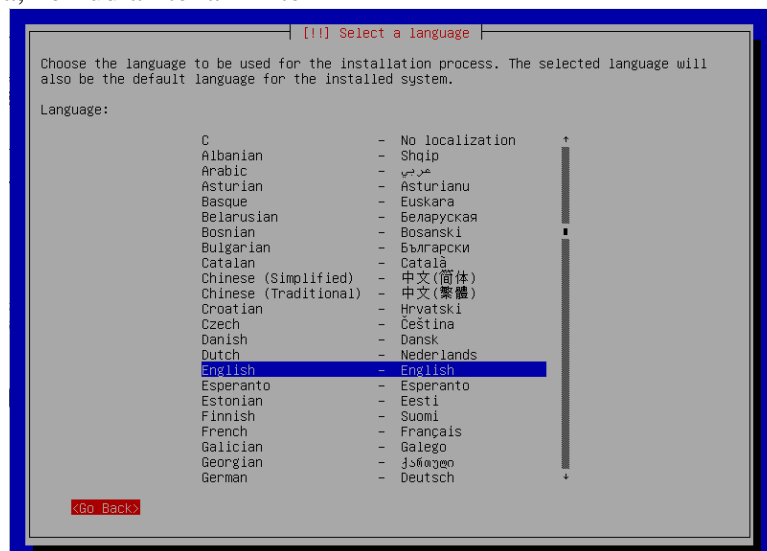 [!!] Select a language
Choose the language to be used for the installation process. The selected language will
also be the default language for the installed system.
Language:
C - No localization
Albanian - Shqip
Arabic - عربي
Asturian - Asturianu
Basque - Euskara
Belarusian - Беларуская
Bosnian - Bosanski
Bulgarian - Български
Catalan - Català
Chinese (Simplified) - 中文(简体)
Chinese (Traditional) - 中文(繁體)
Croatian - Hrvatski
Czech - Čeština
Danish - Dansk
Dutch - Nederlands
English - English
Esperanto - Esperanto
Estonian - Eesti
Finnish - Suomi
French - Français
Galician - Galego
Georgian - ქართული
German - Deutsch
<Go Back>